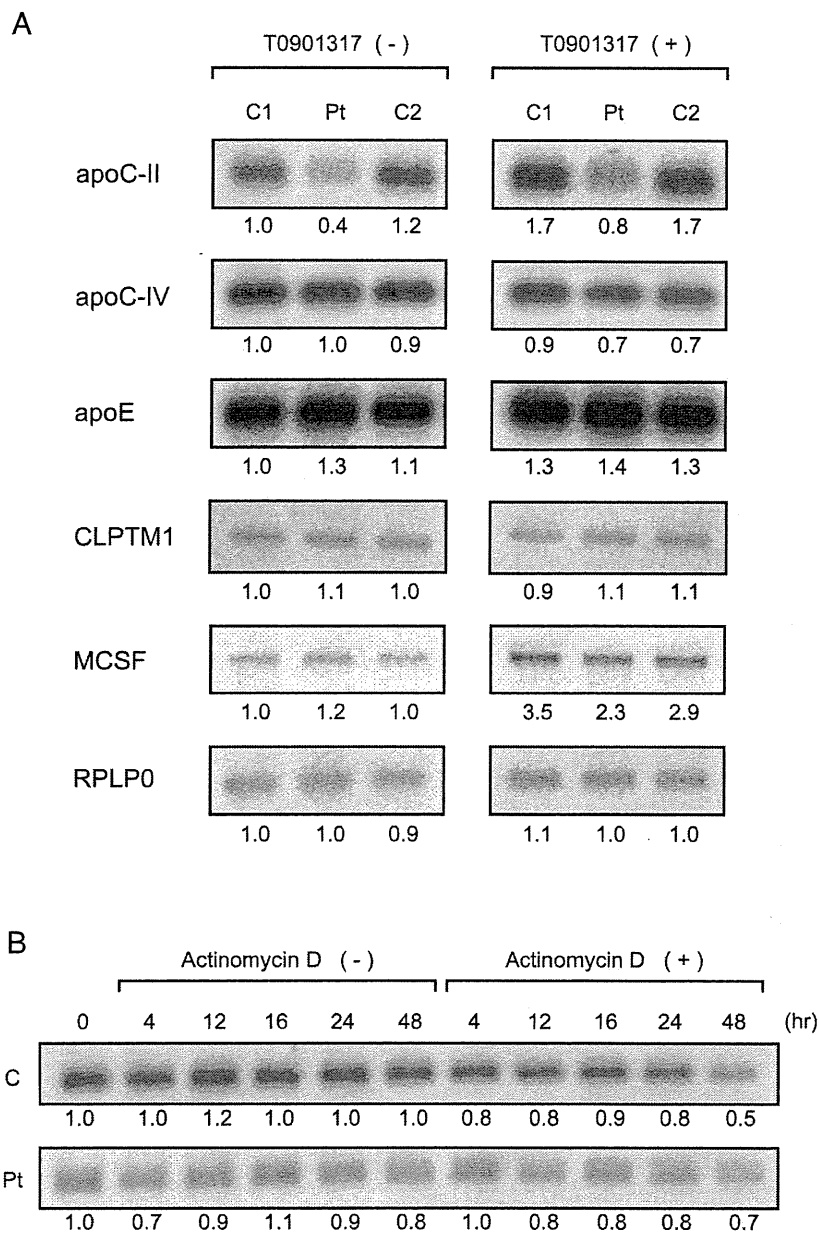 A
T0901317 ( - ) T0901317 ( + )
C1 Pt C2 C1 Pt C2
apoC-II
1.0 0.4 1.2 1.7 0.8 1.7
apoC-IV
1.0 1.0 0.9 0.9 0.7 0.7
apoE
1.0 1.3 1.1 1.3 1.4 1.3
CLPTM1
1.0 1.1 1.0 0.9 1.1 1.1
MCSF
1.0 1.2 1.0 3.5 2.3 2.9
RPLP0
1.0 1.0 0.9 1.1 1.0 1.0
B
Actinomycin D ( - ) Actinomycin D ( + )
0 4 12 16 24 48 4 12 16 24 48 (hr)
C
1.0 1.0 1.2 1.0 1.0 1.0 0.8 0.8 0.9 0.8 0.5
Pt
1.0 0.7 0.9 1.1 0.9 0.8 1.0 0.8 0.8 0.8 0.7